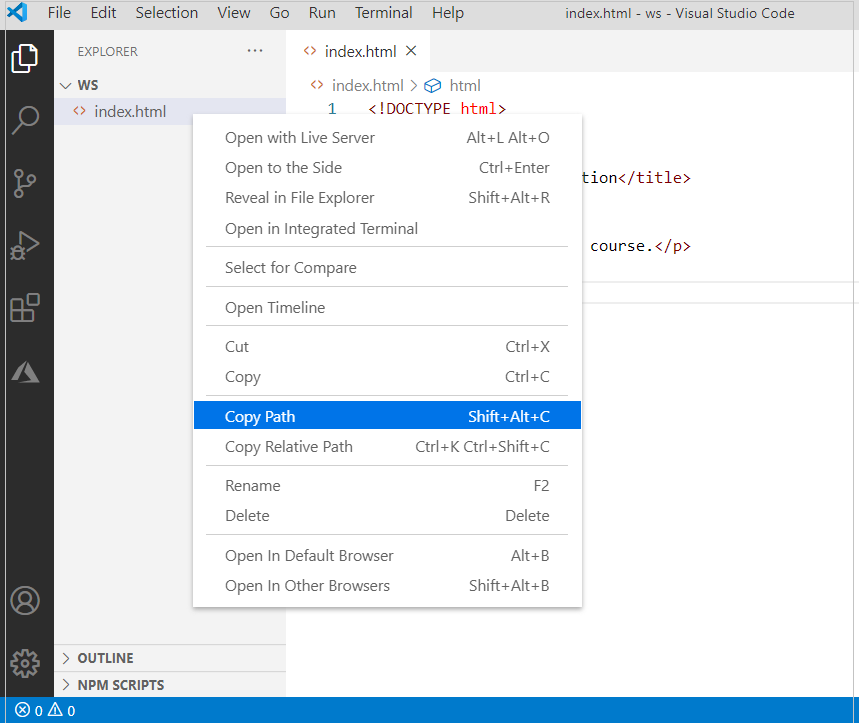 File Edit Selection View Go Run Terminal Help index.html - ws - Visual Studio Code
EXPLORER ···
WS
<> index.html
<> index.html ×
<> index.html > html
1 <!DOCTYPE html>
tion</title>
course.</p>
Open with Live Server Alt+L Alt+O
Open to the Side Ctrl+Enter
Reveal in File Explorer Shift+Alt+R
Open in Integrated Terminal
Select for Compare
Open Timeline
Cut Ctrl+X
Copy Ctrl+C
Copy Path Shift+Alt+C
Copy Relative Path Ctrl+K Ctrl+Shift+C
Rename F2
Delete Delete
Open In Default Browser Alt+B
Open In Other Browsers Shift+Alt+B
OUTLINE
NPM SCRIPTS
0 0